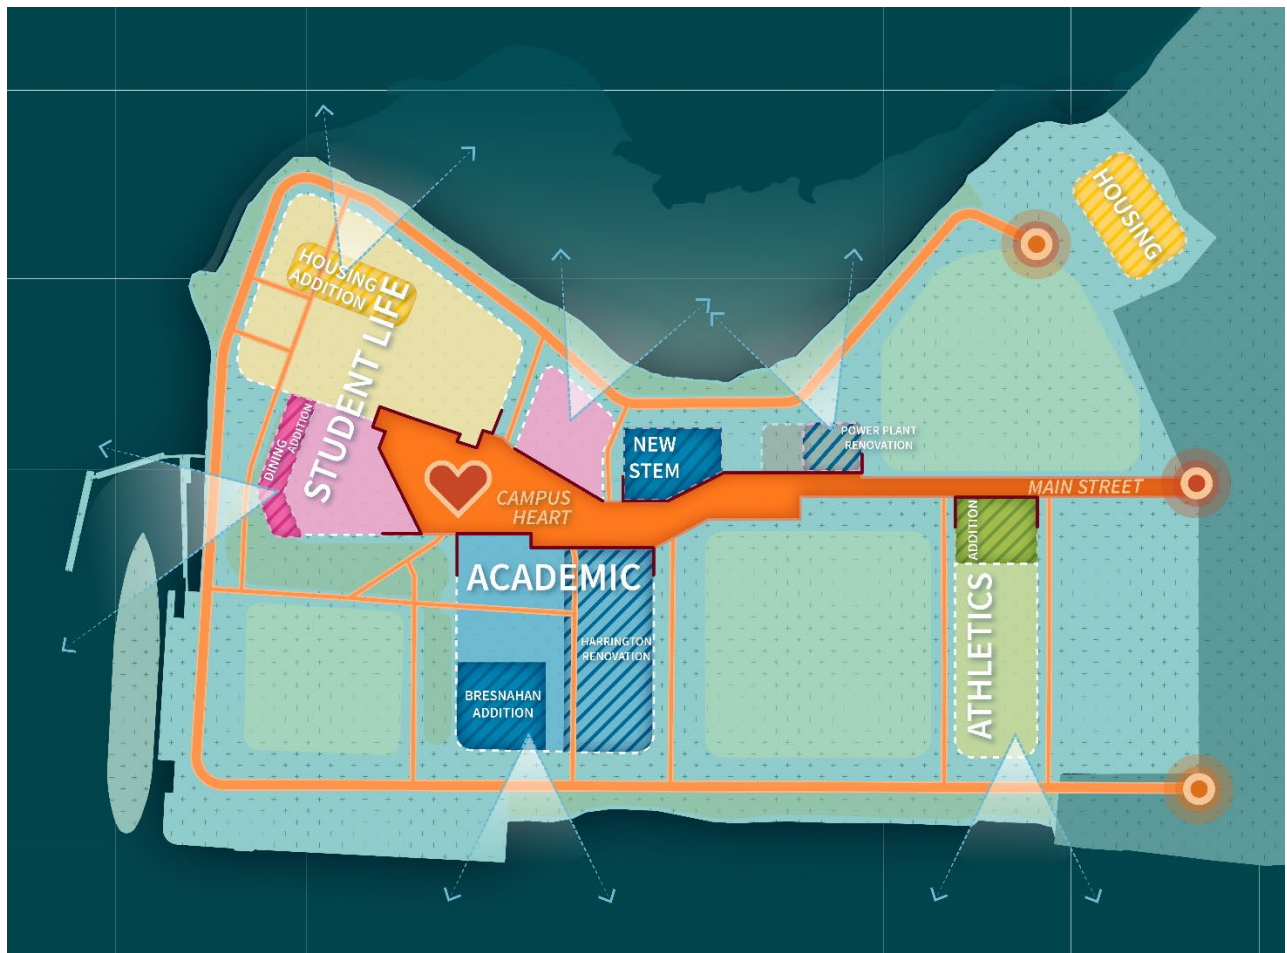 HOUSING
HOUSING
ADDITION
STUDENT LIFE
DINING
ADDITION
NEW
STEM
POWER PLANT
RENOVATION
CAMPUS
HEART
MAIN STREET
ACADEMIC
HARRINGTON
RENOVATION
BRESNAHAN
ADDITION
ADDITION
ATHLETICS